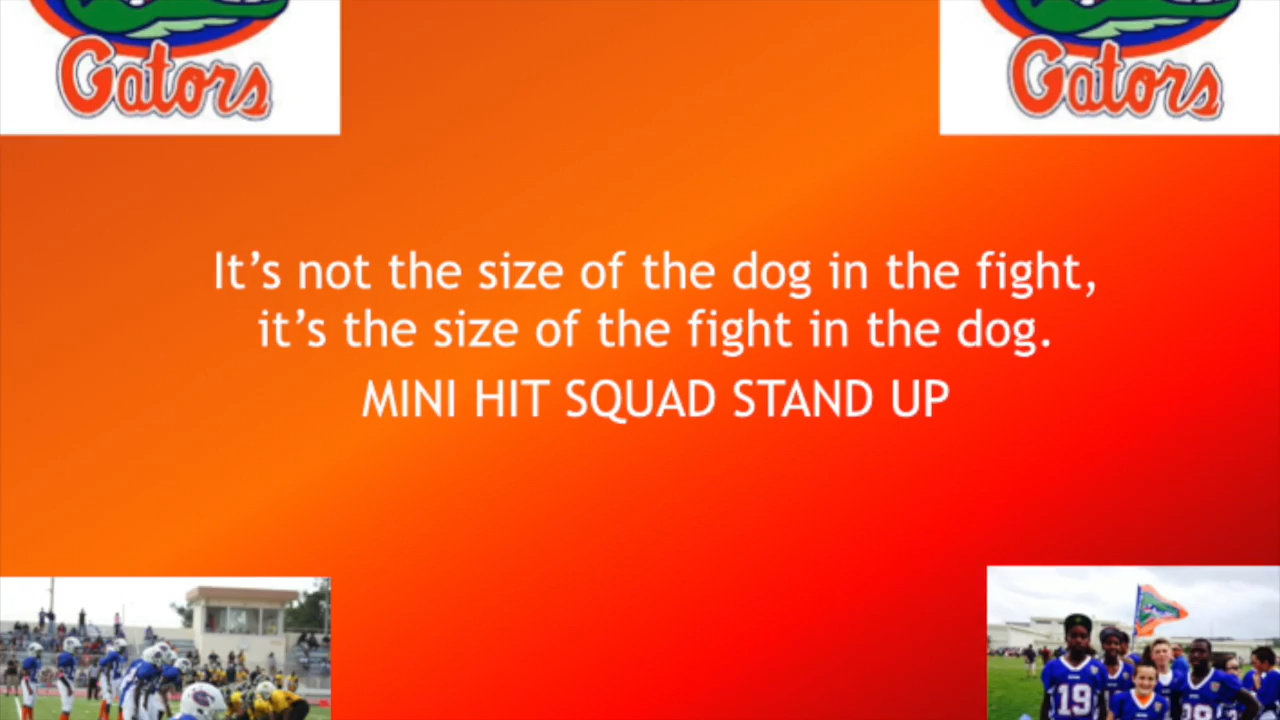 Gators
Gators
It’s not the size of the dog in the fight,
it’s the size of the fight in the dog.
MINI HIT SQUAD STAND UP
19